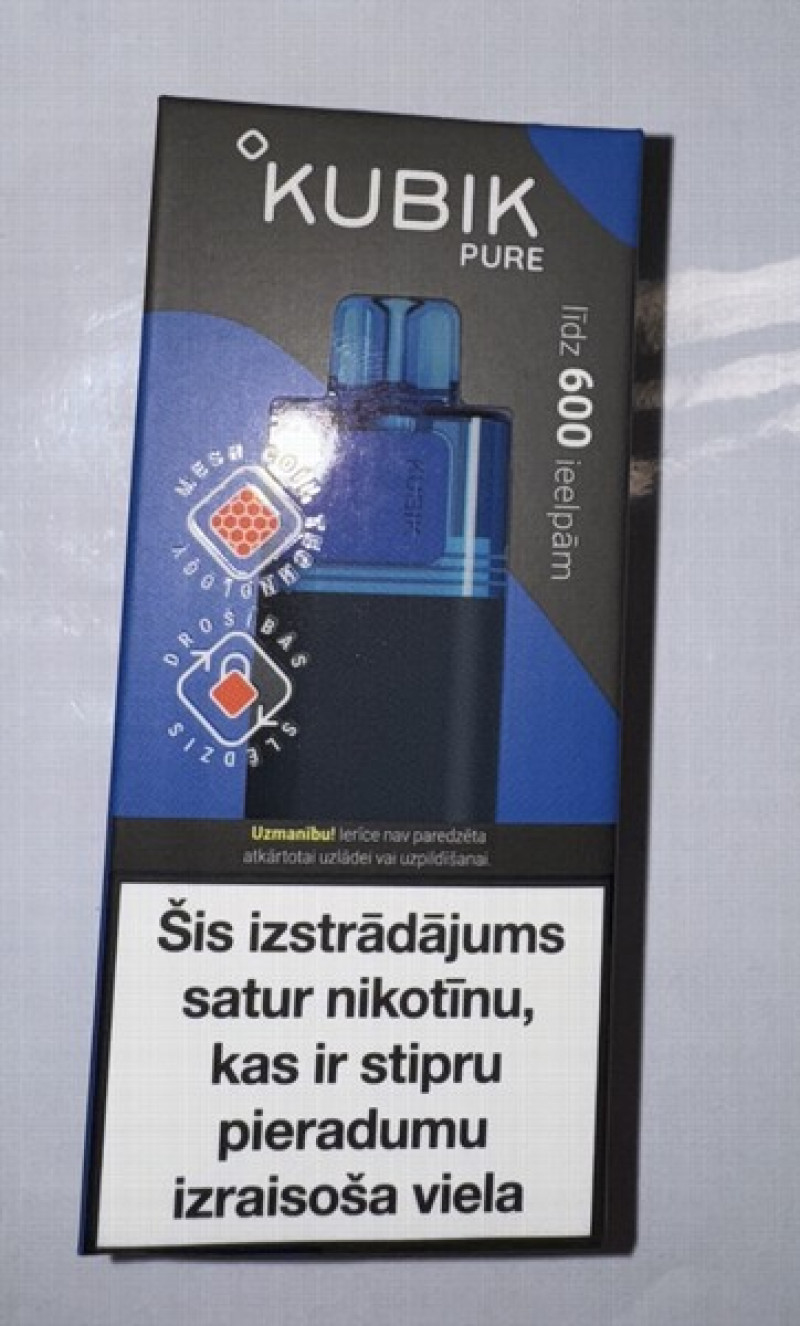 KUBIK
PURE
līdz 600 ieelpām
KUBIK
MESH COIL TECHNOLOGY
DROŠĪBAS
SLĒDZIS
Uzmanību! Ierīce nav paredzēta
atkārtotai uzlādei vai uzpildīšanai.
Šis izstrādājums
satur nikotīnu,
kas ir stipru
pieradumu
izraisoša viela